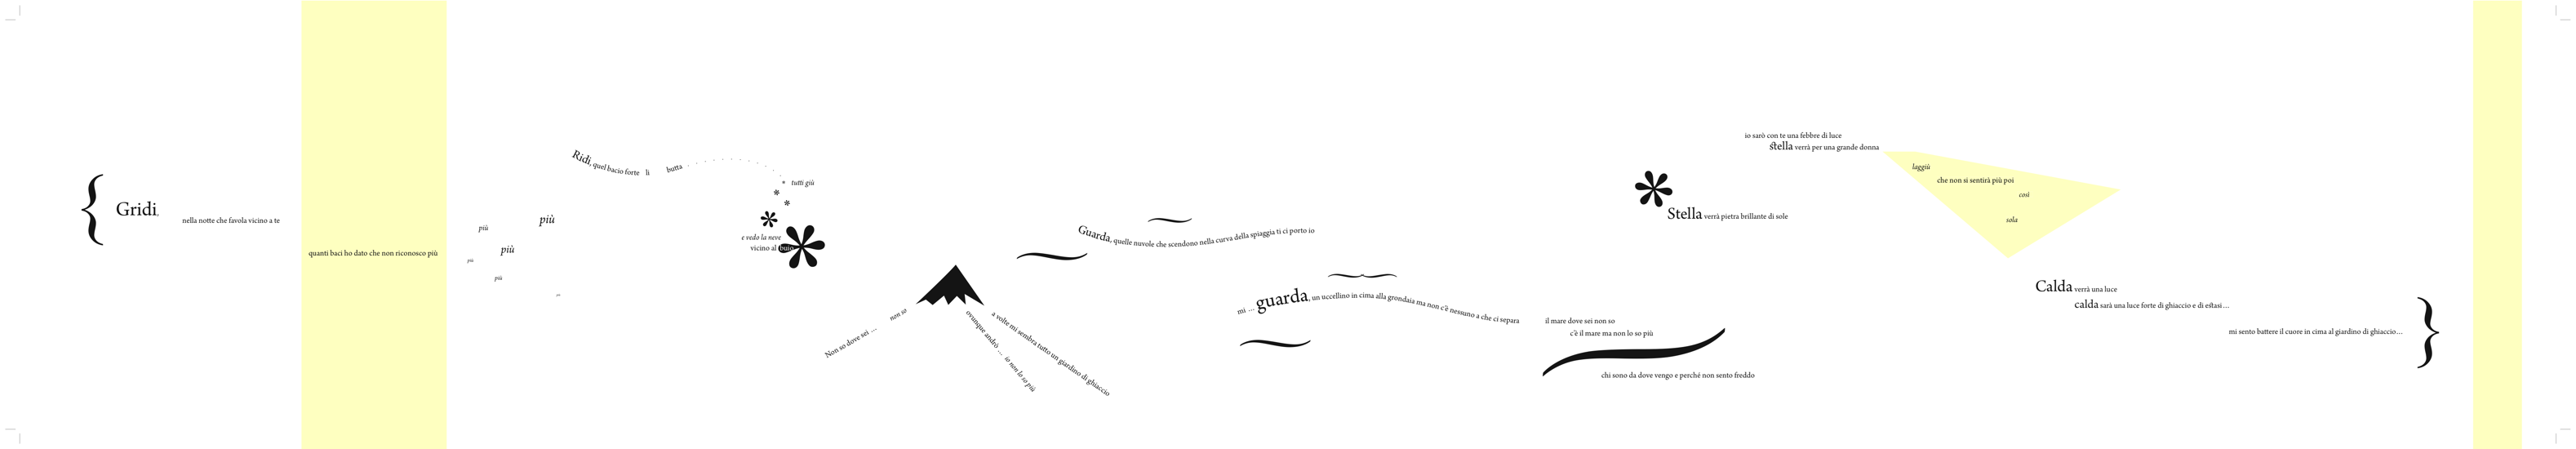 {
Gridi,
nella notte che favola vicino a te
quanti baci ho dato che non riconosco più
più
più
più
più
più
più
Ridi, quel bacio forte lì butta
tutti giù
e vedo la neve
vicino al buio
Non so dove sei ... non so
ovunque andrò ... io non lo so più
a volte mi sembra tutto un giardino di ghiaccio
Guarda, quelle nuvole che scendono nella curva della spiaggia ti ci porto io
mi ... guarda, un uccellino in cima alla grondaia ma non c'è nessuno a che ci separa
il mare dove sei non so
c'è il mare ma non lo so più
chi sono da dove vengo e perché non sento freddo
Stella verrà pietra brillante di sole
io sarò con te una febbre di luce
stella verrà per una grande donna
laggiù
che non si sentirà più poi
così
sola
Calda verrà una luce
calda sarà una luce forte di ghiaccio e di estasi...
mi sento battere il cuore in cima al giardino di ghiaccio...
}